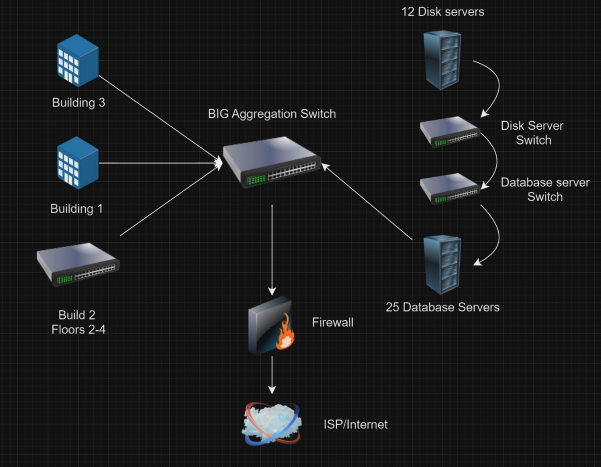 12 Disk servers
Building 3
BIG Aggregation Switch
Disk Server
Switch
Database server
Switch
Building 1
Build 2
Floors 2-4
25 Database Servers
Firewall
ISP/Internet